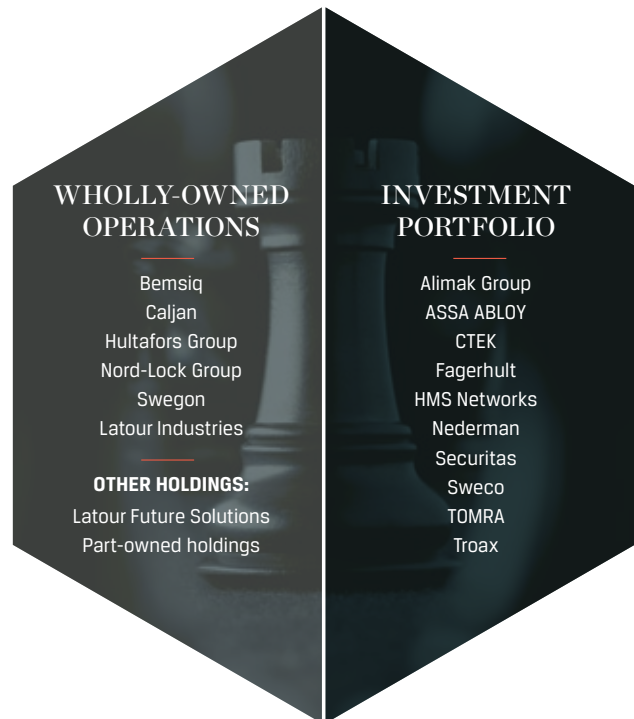 WHOLLY-OWNED
OPERATIONS
Bemsiq
Caljan
Hultafors Group
Nord-Lock Group
Swegon
Latour Industries
OTHER HOLDINGS:
Latour Future Solutions
Part-owned holdings
INVESTMENT
PORTFOLIO
Alimak Group
ASSA ABLOY
CTEK
Fagerhult
HMS Networks
Nederman
Securitas
Sweco
TOMRA
Troax